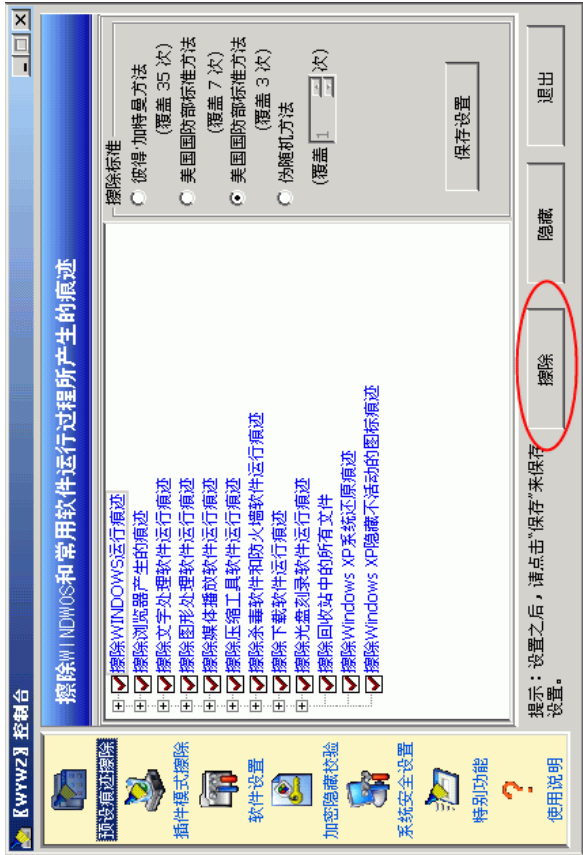 【WYWZ】控制台
预设痕迹擦除
插件模式擦除
软件设置
加密隐藏校验
系统安全设置
特别功能
使用说明
擦除WINDWOS和常用软件运行过程所产生的痕迹
擦除WINDOWS运行痕迹
擦除浏览器产生的痕迹
擦除文字处理软件运行痕迹
擦除图形处理软件运行痕迹
擦除媒体播放软件运行痕迹
擦除压缩工具软件运行痕迹
擦除杀毒软件和防火墙软件运行痕迹
擦除下载软件运行痕迹
擦除光盘刻录软件运行痕迹
擦除回收站中的所有文件
擦除Windows XP系统还原痕迹
擦除Windows XP隐藏不活动的图标痕迹
擦除标准
彼得·加特曼方法
(覆盖 35 次)
美国国防部标准方法
(覆盖 7 次)
美国国防部标准方法
(覆盖 3 次)
伪随机方法
(覆盖 1 次)
保存设置
提示：设置之后，请点击“保存”来保存
设置。
擦除
隐藏
退出